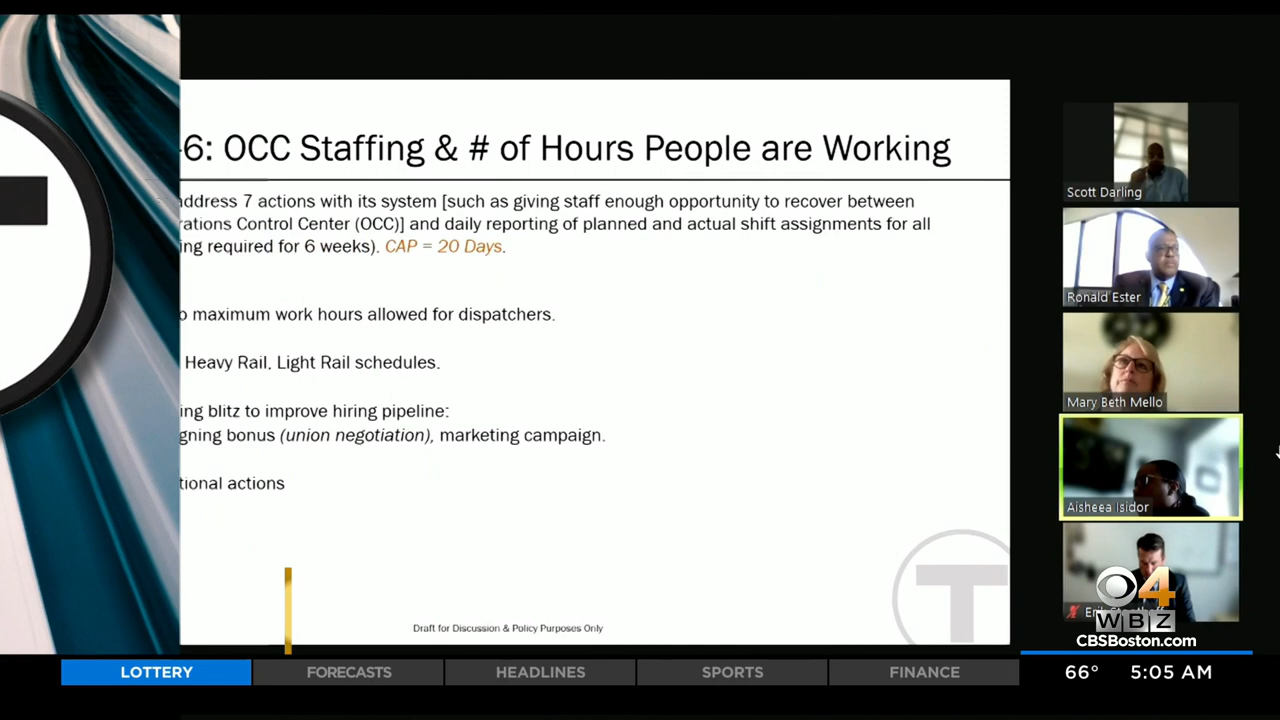 -6: OCC Staffing & # of Hours People are Working
address 7 actions with its system [such as giving staff enough opportunity to recover between
rations Control Center (OCC)] and daily reporting of planned and actual shift assignments for all
ing required for 6 weeks). CAP = 20 Days.
o maximum work hours allowed for dispatchers.
Heavy Rail, Light Rail schedules.
ing blitz to improve hiring pipeline:
gning bonus (union negotiation), marketing campaign.
tional actions
T
Draft for Discussion & Policy Purposes Only
Scott Darling
Ronald Ester
Mary Beth Mello
Aisheea Isidor
4
WBZ
CBSBoston.com
LOTTERY
FORECASTS
HEADLINES
SPORTS
FINANCE
66°
5:05 AM